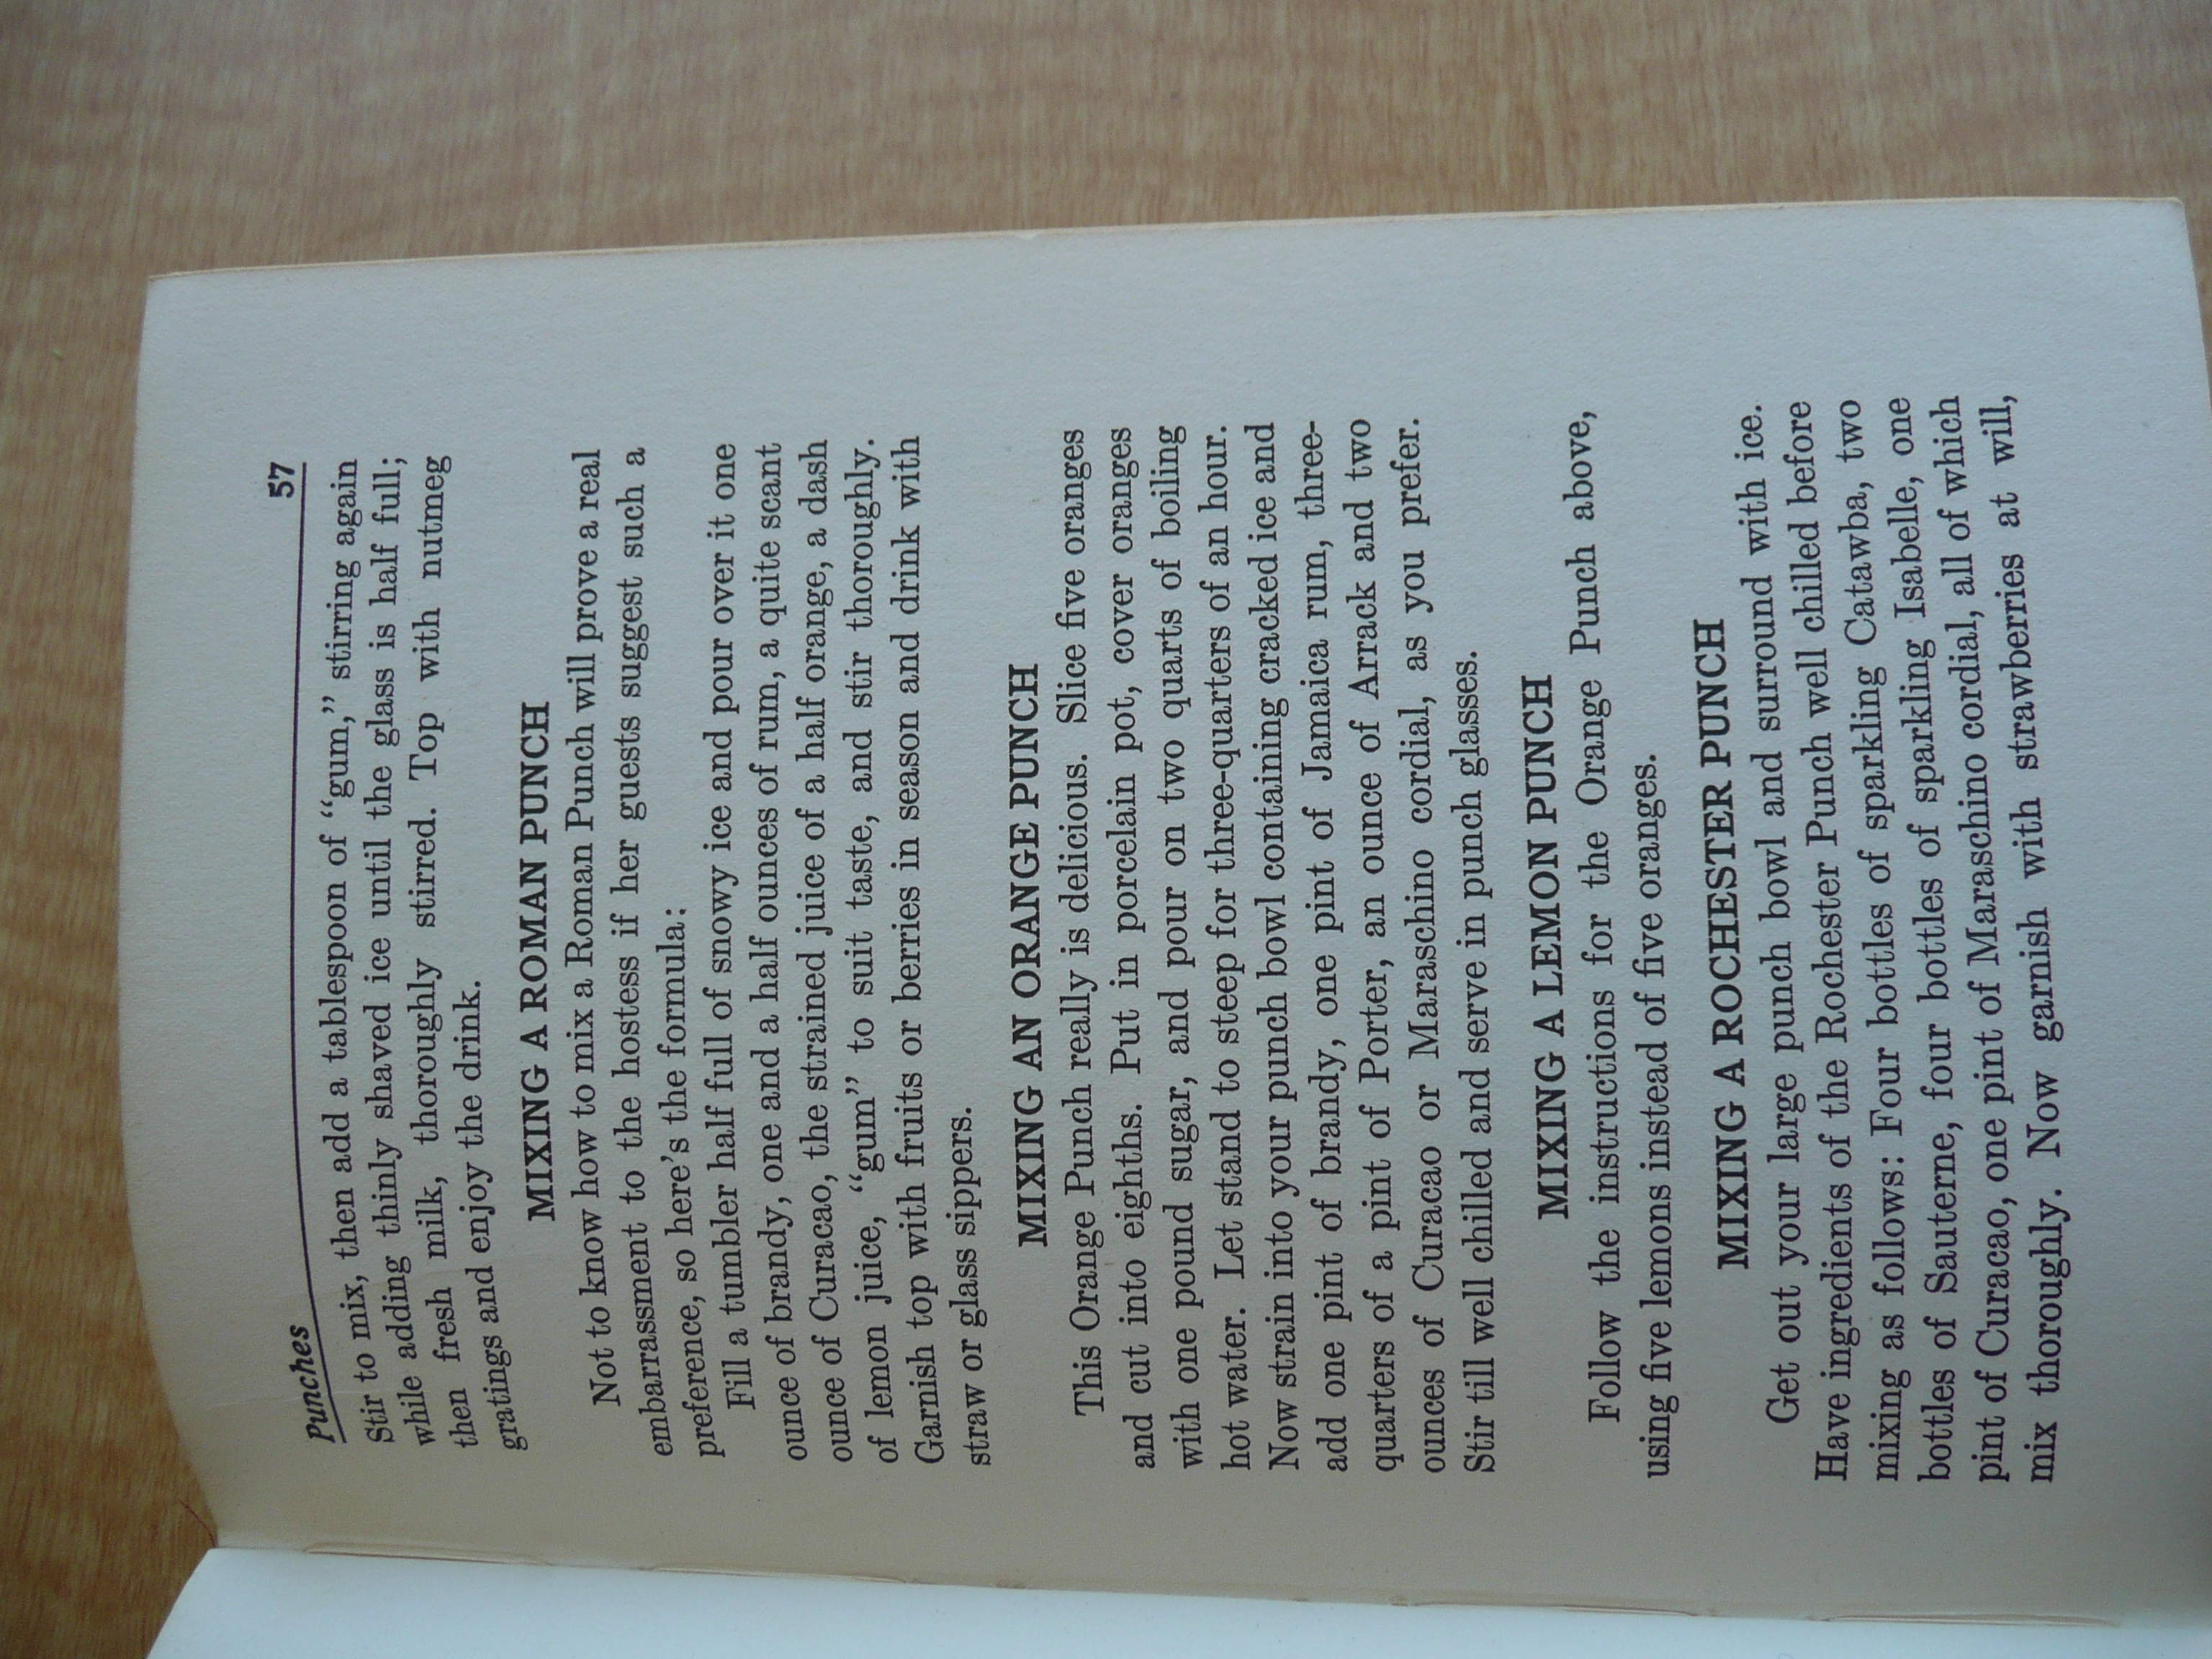 Punches 57
Stir to mix, then add a tablespoon of “gum,” stirring again
while adding thinly shaved ice until the glass is half full;
then fresh milk, thoroughly stirred. Top with nutmeg
gratings and enjoy the drink.
MIXING A ROMAN PUNCH
Not to know how to mix a Roman Punch will prove a real
embarrassment to the hostess if her guests suggest such a
preference, so here’s the formula:
Fill a tumbler half full of snowy ice and pour over it one
ounce of brandy, one and a half ounces of rum, a quite scant
ounce of Curacao, the strained juice of a half orange, a dash
of lemon juice, “gum” to suit taste, and stir thoroughly.
Garnish top with fruits or berries in season and drink with
straw or glass sippers.
MIXING AN ORANGE PUNCH
This Orange Punch really is delicious. Slice five oranges
and cut into eighths. Put in porcelain pot, cover oranges
with one pound sugar, and pour on two quarts of boiling
hot water. Let stand to steep for three-quarters of an hour.
Now strain into your punch bowl containing cracked ice and
add one pint of brandy, one pint of Jamaica rum, three-
quarters of a pint of Porter, an ounce of Arrack and two
ounces of Curacao or Maraschino cordial, as you prefer.
Stir till well chilled and serve in punch glasses.
MIXING A LEMON PUNCH
Follow the instructions for the Orange Punch above,
using five lemons instead of five oranges.
MIXING A ROCHESTER PUNCH
Get out your large punch bowl and surround with ice.
Have ingredients of the Rochester Punch well chilled before
mixing as follows: Four bottles of sparkling Catawba, two
bottles of Sauterne, four bottles of sparkling Isabelle, one
pint of Curacao, one pint of Maraschino cordial, all of which
mix thoroughly. Now garnish with strawberries at will,